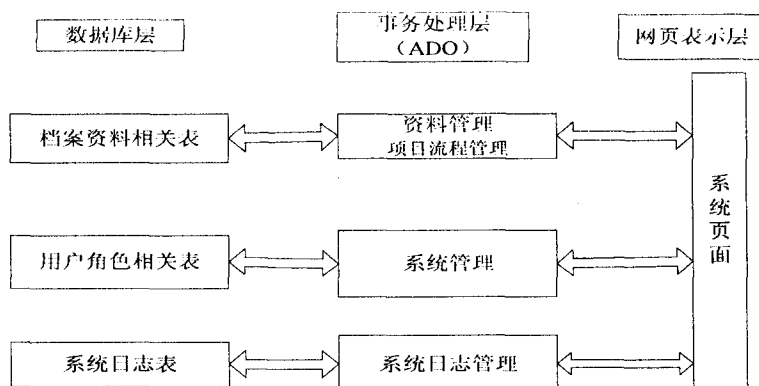 数据库层
事务处理层
（ADO）
网页表示层
档案资料相关表
资料管理
项目流程管理
用户角色相关表
系统管理
系统日志表
系统日志管理
系统页面